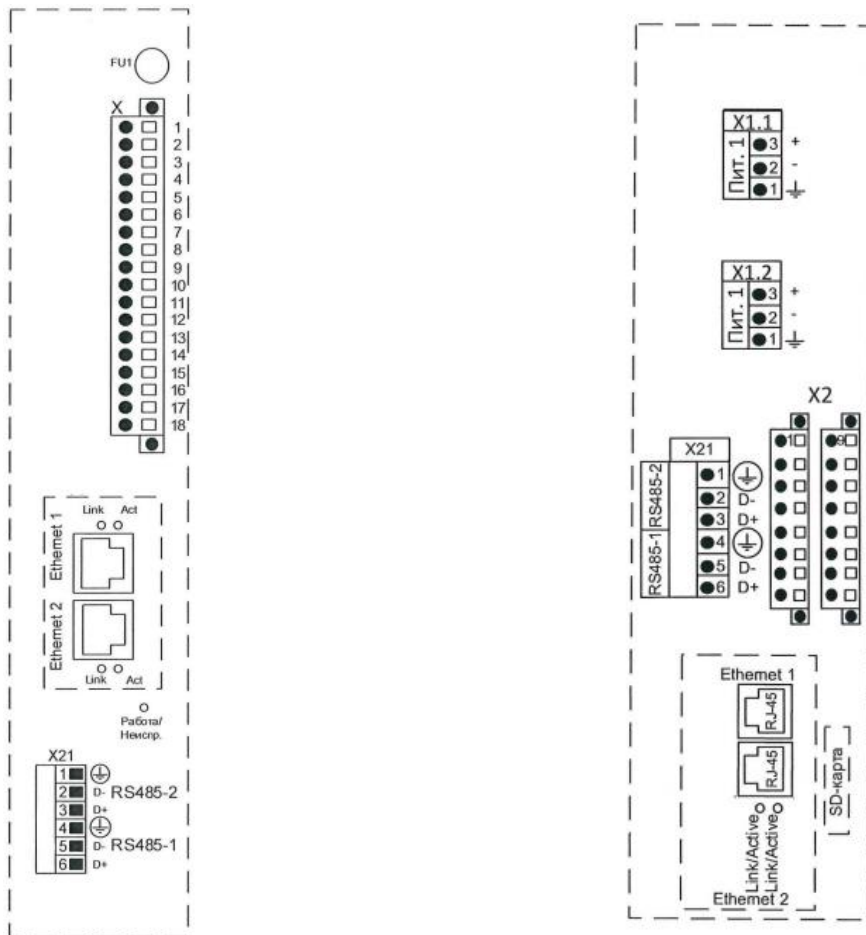 FU1
X
1
2
3
4
5
6
7
8
9
10
11
12
13
14
15
16
17
18
Link Act
Ethernet 1
Ethernet 2
Link Act
Работа/
Неиспр.
X21
1
2 D- RS485-2
3 D+
4
5 D- RS485-1
6 D+
X1.1
Пит. 1
3 +
2 -
1
X1.2
Пит. 1
3 +
2 -
1
X2
1 9
X21
RS485-2
RS485-1
1
2 D-
3 D+
4
5 D-
6 D+
Ethernet 1
RJ-45
RJ-45
Link/Active
Link/Active
Ethernet 2
SD-карта